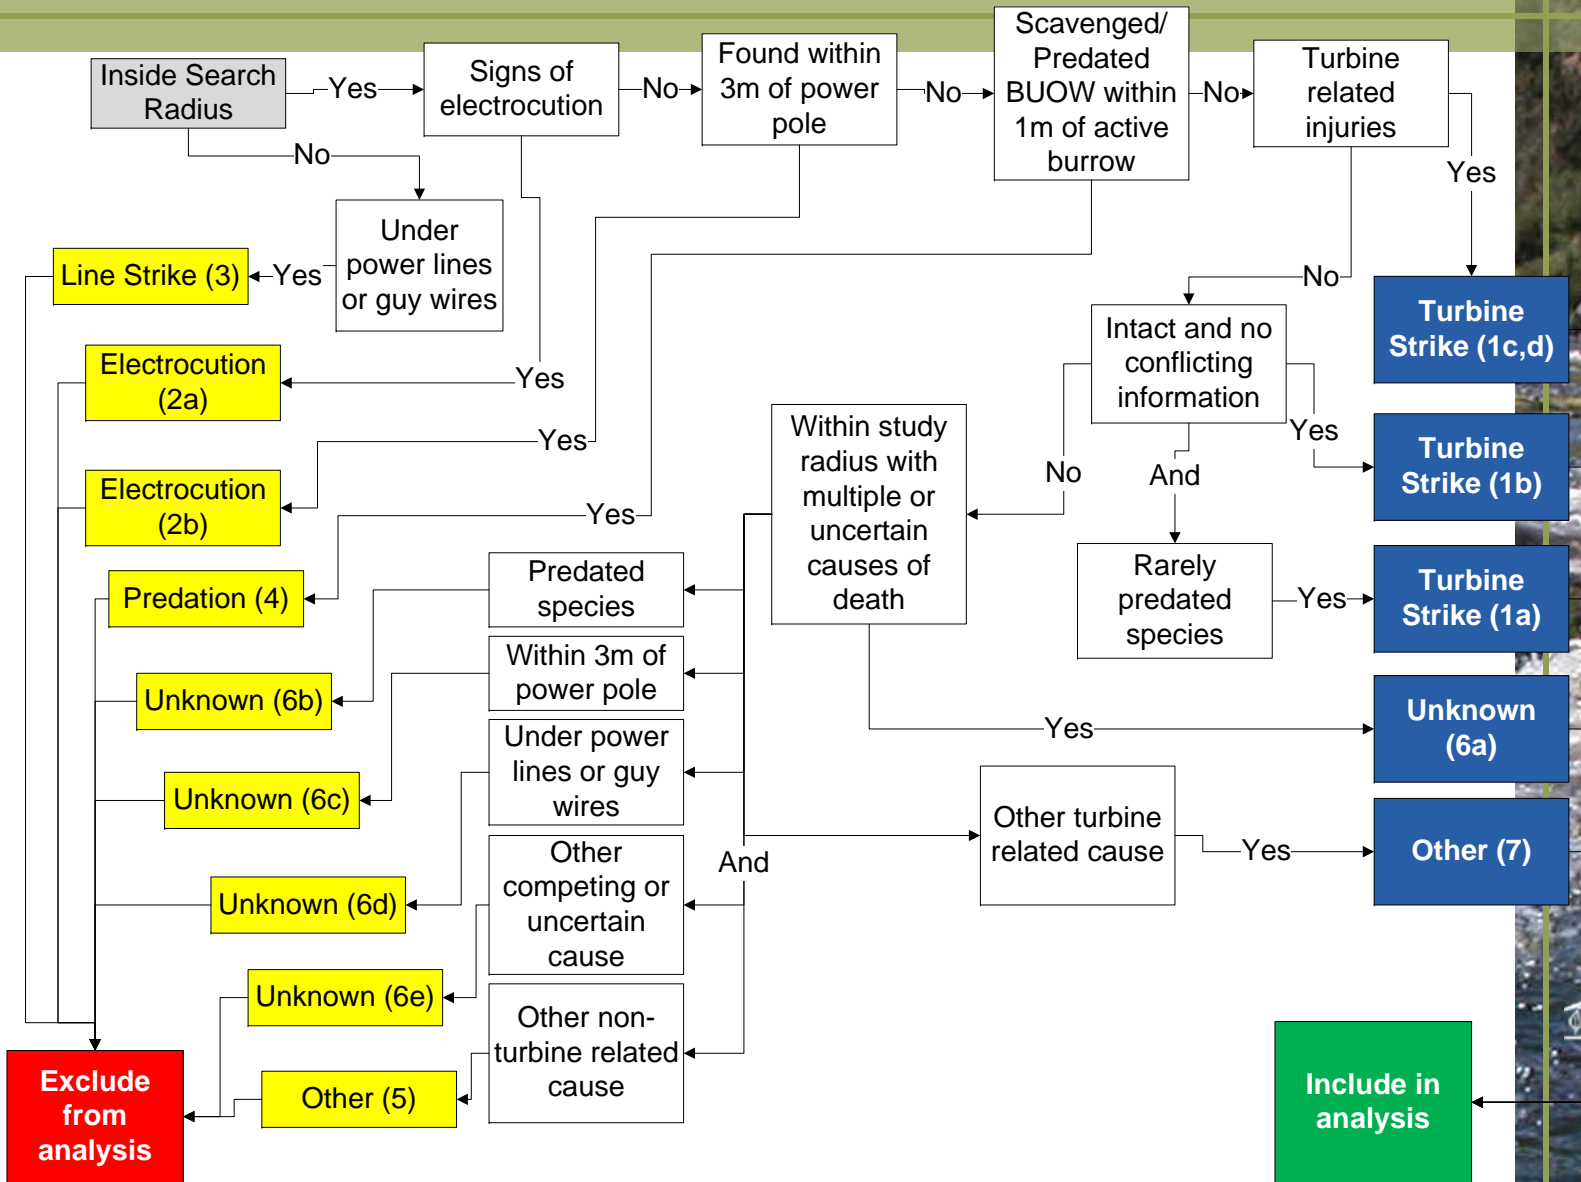 Inside Search
Radius
Yes
Signs of
electrocution
No
Found within
3m of power
pole
No
Scavenged/
Predated
BUOW within
1m of active
burrow
No
Turbine
related
injuries
Yes
No
Under
power lines
or guy wires
Yes
Line Strike (3)
No
Turbine
Strike (1c,d)
Intact and no
conflicting
information
Electrocution
(2a)
Yes
Within study
radius with
multiple or
uncertain
causes of
death
No
And
Yes
Turbine
Strike (1b)
Yes
Electrocution
(2b)
Yes
Predation (4)
Predated
species
Rarely
predated
species
Yes
Turbine
Strike (1a)
Unknown (6b)
Within 3m of
power pole
Yes
Unknown
(6a)
Under power
lines or guy
wires
Unknown (6c)
Other turbine
related cause
Yes
Other (7)
And
Other
competing or
uncertain
cause
Unknown (6d)
Unknown (6e)
Other non-
turbine related
cause
Other (5)
Exclude
from
analysis
Include in
analysis